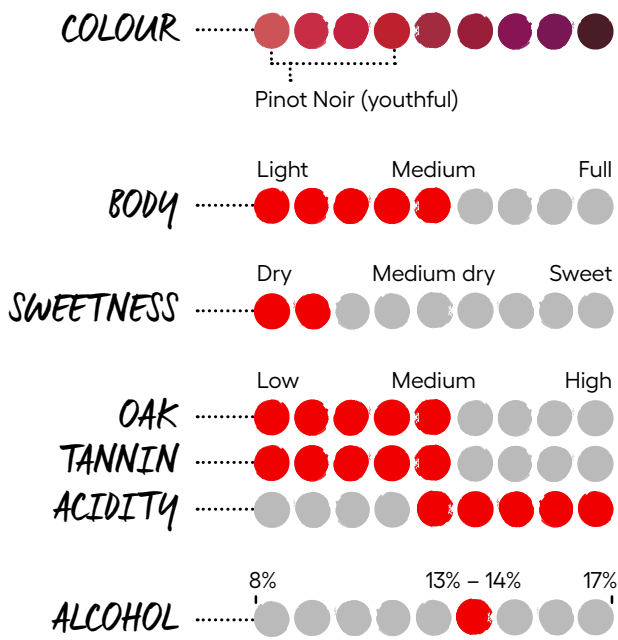 COLOUR
Pinot Noir (youthful)
Light Medium Full
BODY
Dry Medium dry Sweet
SWEETNESS
Low Medium High
OAK
TANNIN
ACIDITY
8% 13% – 14% 17%
ALCOHOL